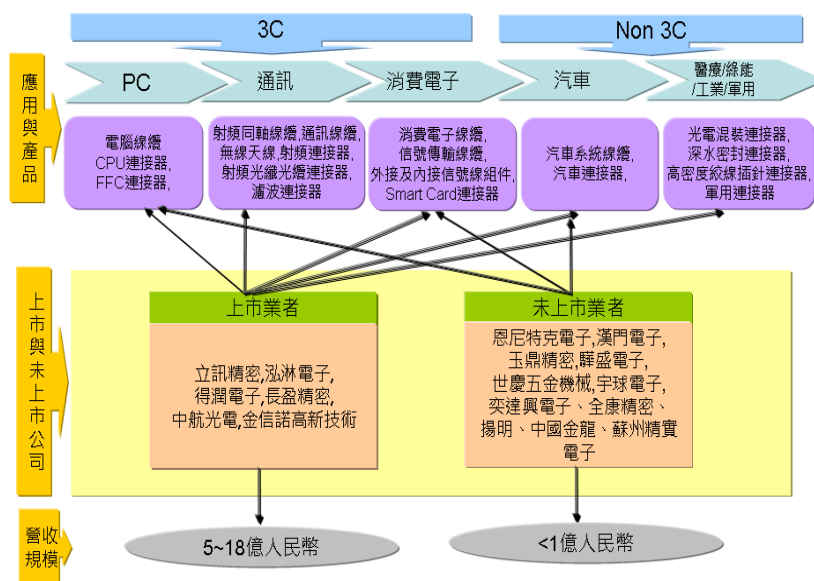 3C
Non 3C
應用與產品
PC
通訊
消費電子
汽車
醫療/綠能
/工業/軍用
電腦線纜
CPU連接器,
FFC連接器,
射頻同軸線纜,通訊線纜,
無線天線,射頻連接器,
射頻光纖光纜連接器,
濾波連接器
消費電子線纜,
信號傳輸線纜,
外接及內接信號線組件,
Smart Card連接器
汽車系統線纜,
汽車連接器,
光電混裝連接器,
深水密封連接器,
高密度絞線插針連接器,
軍用連接器
上市與未上市公司
上市業者
立訊精密,泓淋電子,
得潤電子,長盈精密,
中航光電,金信諾高新技術
未上市業者
恩尼特克電子,漢門電子,
玉鼎精密,驊盛電子,
世慶五金機械,宇球電子,
奕達興電子、全康精密、
揚明、中國金龍、蘇州精實
電子
營收
規模
5~18億人民幣
<1億人民幣